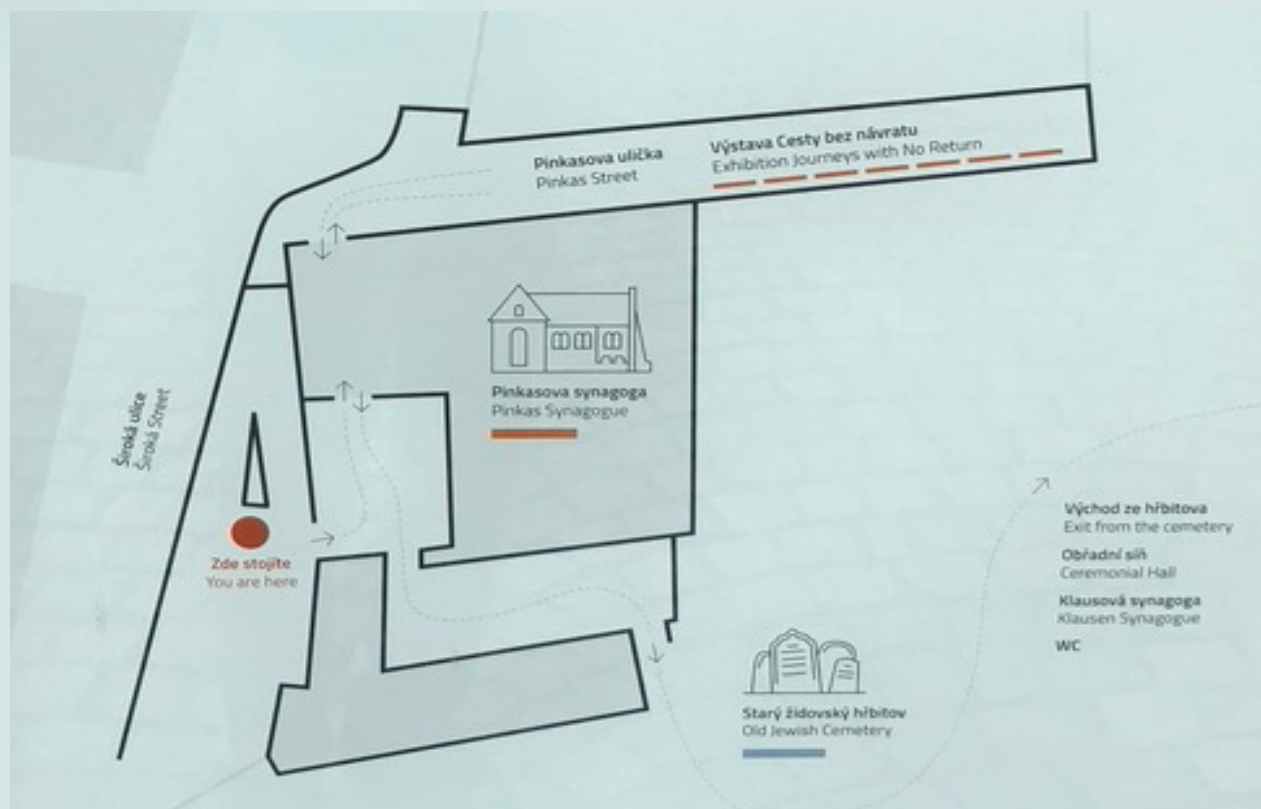 Pinkasova ulička
Pinkas Street
Výstava Cesty bez návratu
Exhibition Journeys with No Return
Pinkasova synagoga
Pinkas Synagogue
Široká ulice
Široká Street
Zde stojíte
You are here
Východ ze hřbitova
Exit from the cemetery
Obřadní síň
Ceremonial Hall
Klausová synagoga
Klausen Synagogue
WC
Starý židovský hřbitov
Old Jewish Cemetery